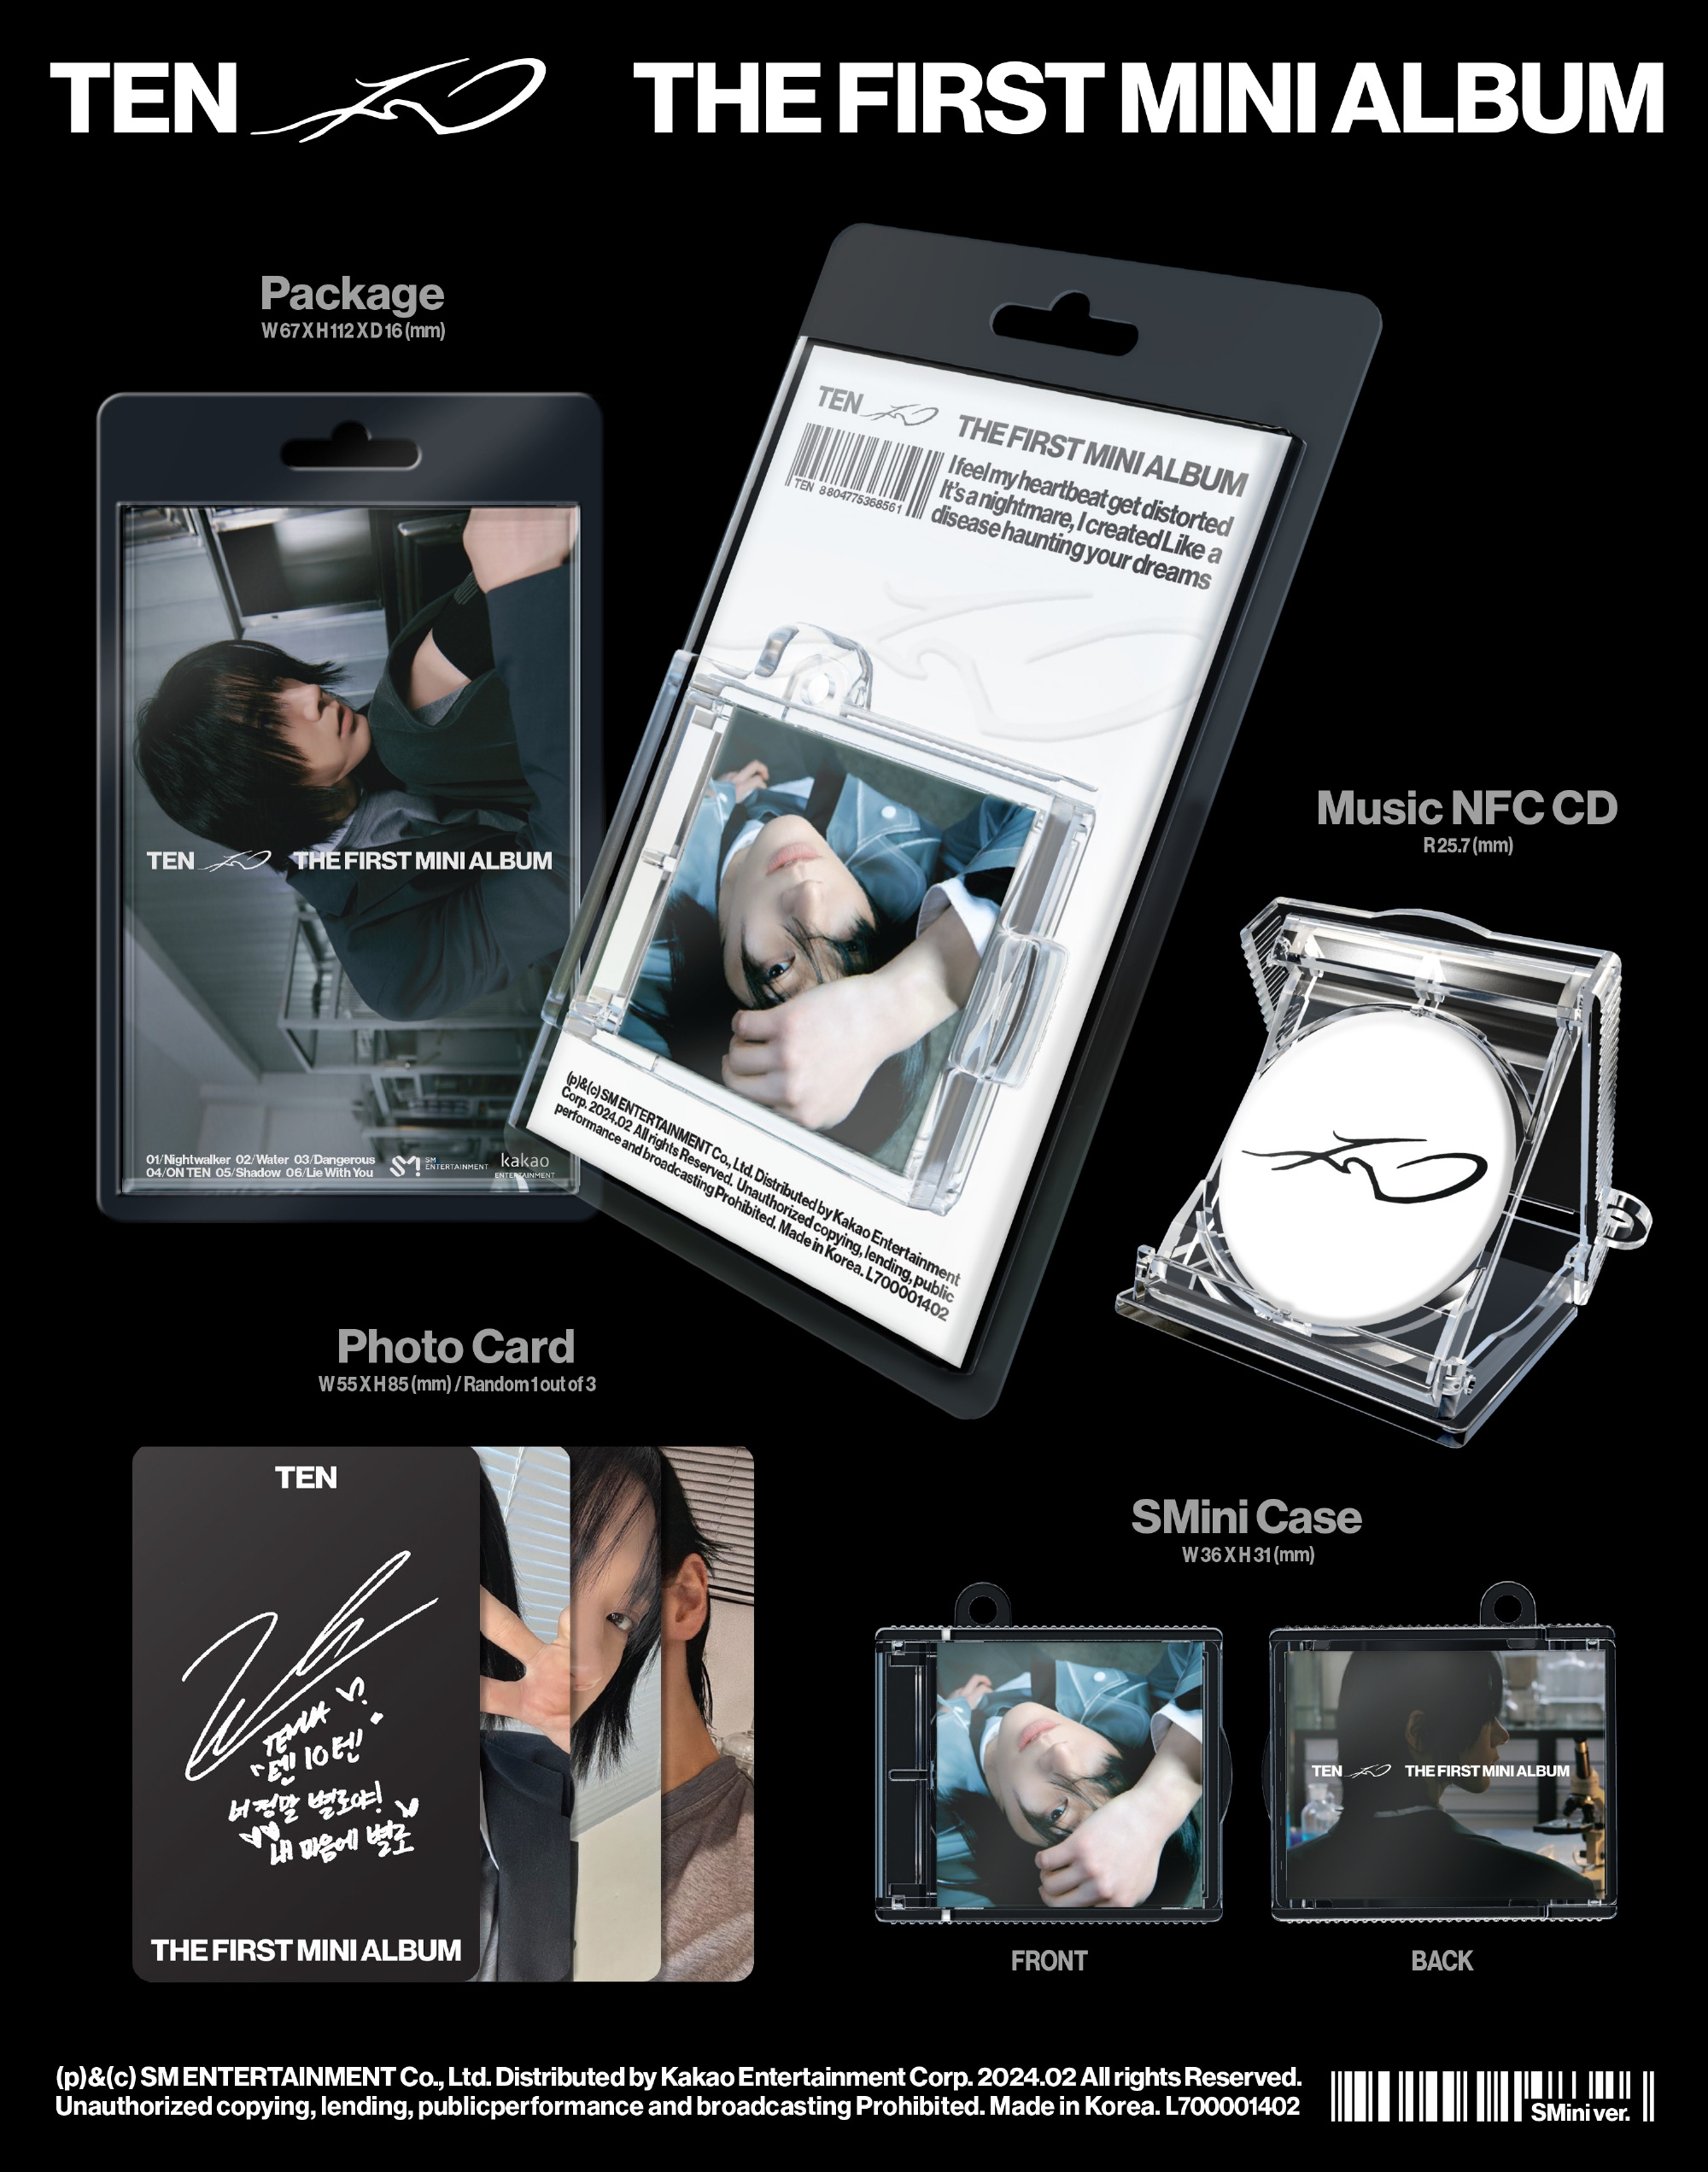 TEN THE FIRST MINI ALBUM
Package
W 67 X H 112 X D 16 (mm)
TEN THE FIRST MINI ALBUM
01/Nightwalker 02/Water 03/Dangerous
04/ON TEN 05/Shadow 06/Lie With You
SM ENTERTAINMENT
kakao ENTERTAINMENT
TEN THE FIRST MINI ALBUM
TEN 8804775368561
I feel my heartbeat get distorted
It's a nightmare, I created Like a
disease haunting your dreams
(p)&(c) SM ENTERTAINMENT Co., Ltd. Distributed by Kakao Entertainment
Corp. 2024.02 All rights Reserved. Unauthorized copying, lending, public
performance and broadcasting Prohibited. Made in Korea. L700001402
Music NFC CD
R 25.7 (mm)
Photo Card
W 55 X H 85 (mm) / Random 1 out of 3
TEN
텐 10 텐
너 정말 별로야!
내 마음에 별로
THE FIRST MINI ALBUM
SMini Case
W 36 X H 31 (mm)
TEN THE FIRST MINI ALBUM
FRONT
BACK
(p)&(c) SM ENTERTAINMENT Co., Ltd. Distributed by Kakao Entertainment Corp. 2024.02 All rights Reserved.
Unauthorized copying, lending, publicperformance and broadcasting Prohibited. Made in Korea. L700001402
SMini ver.